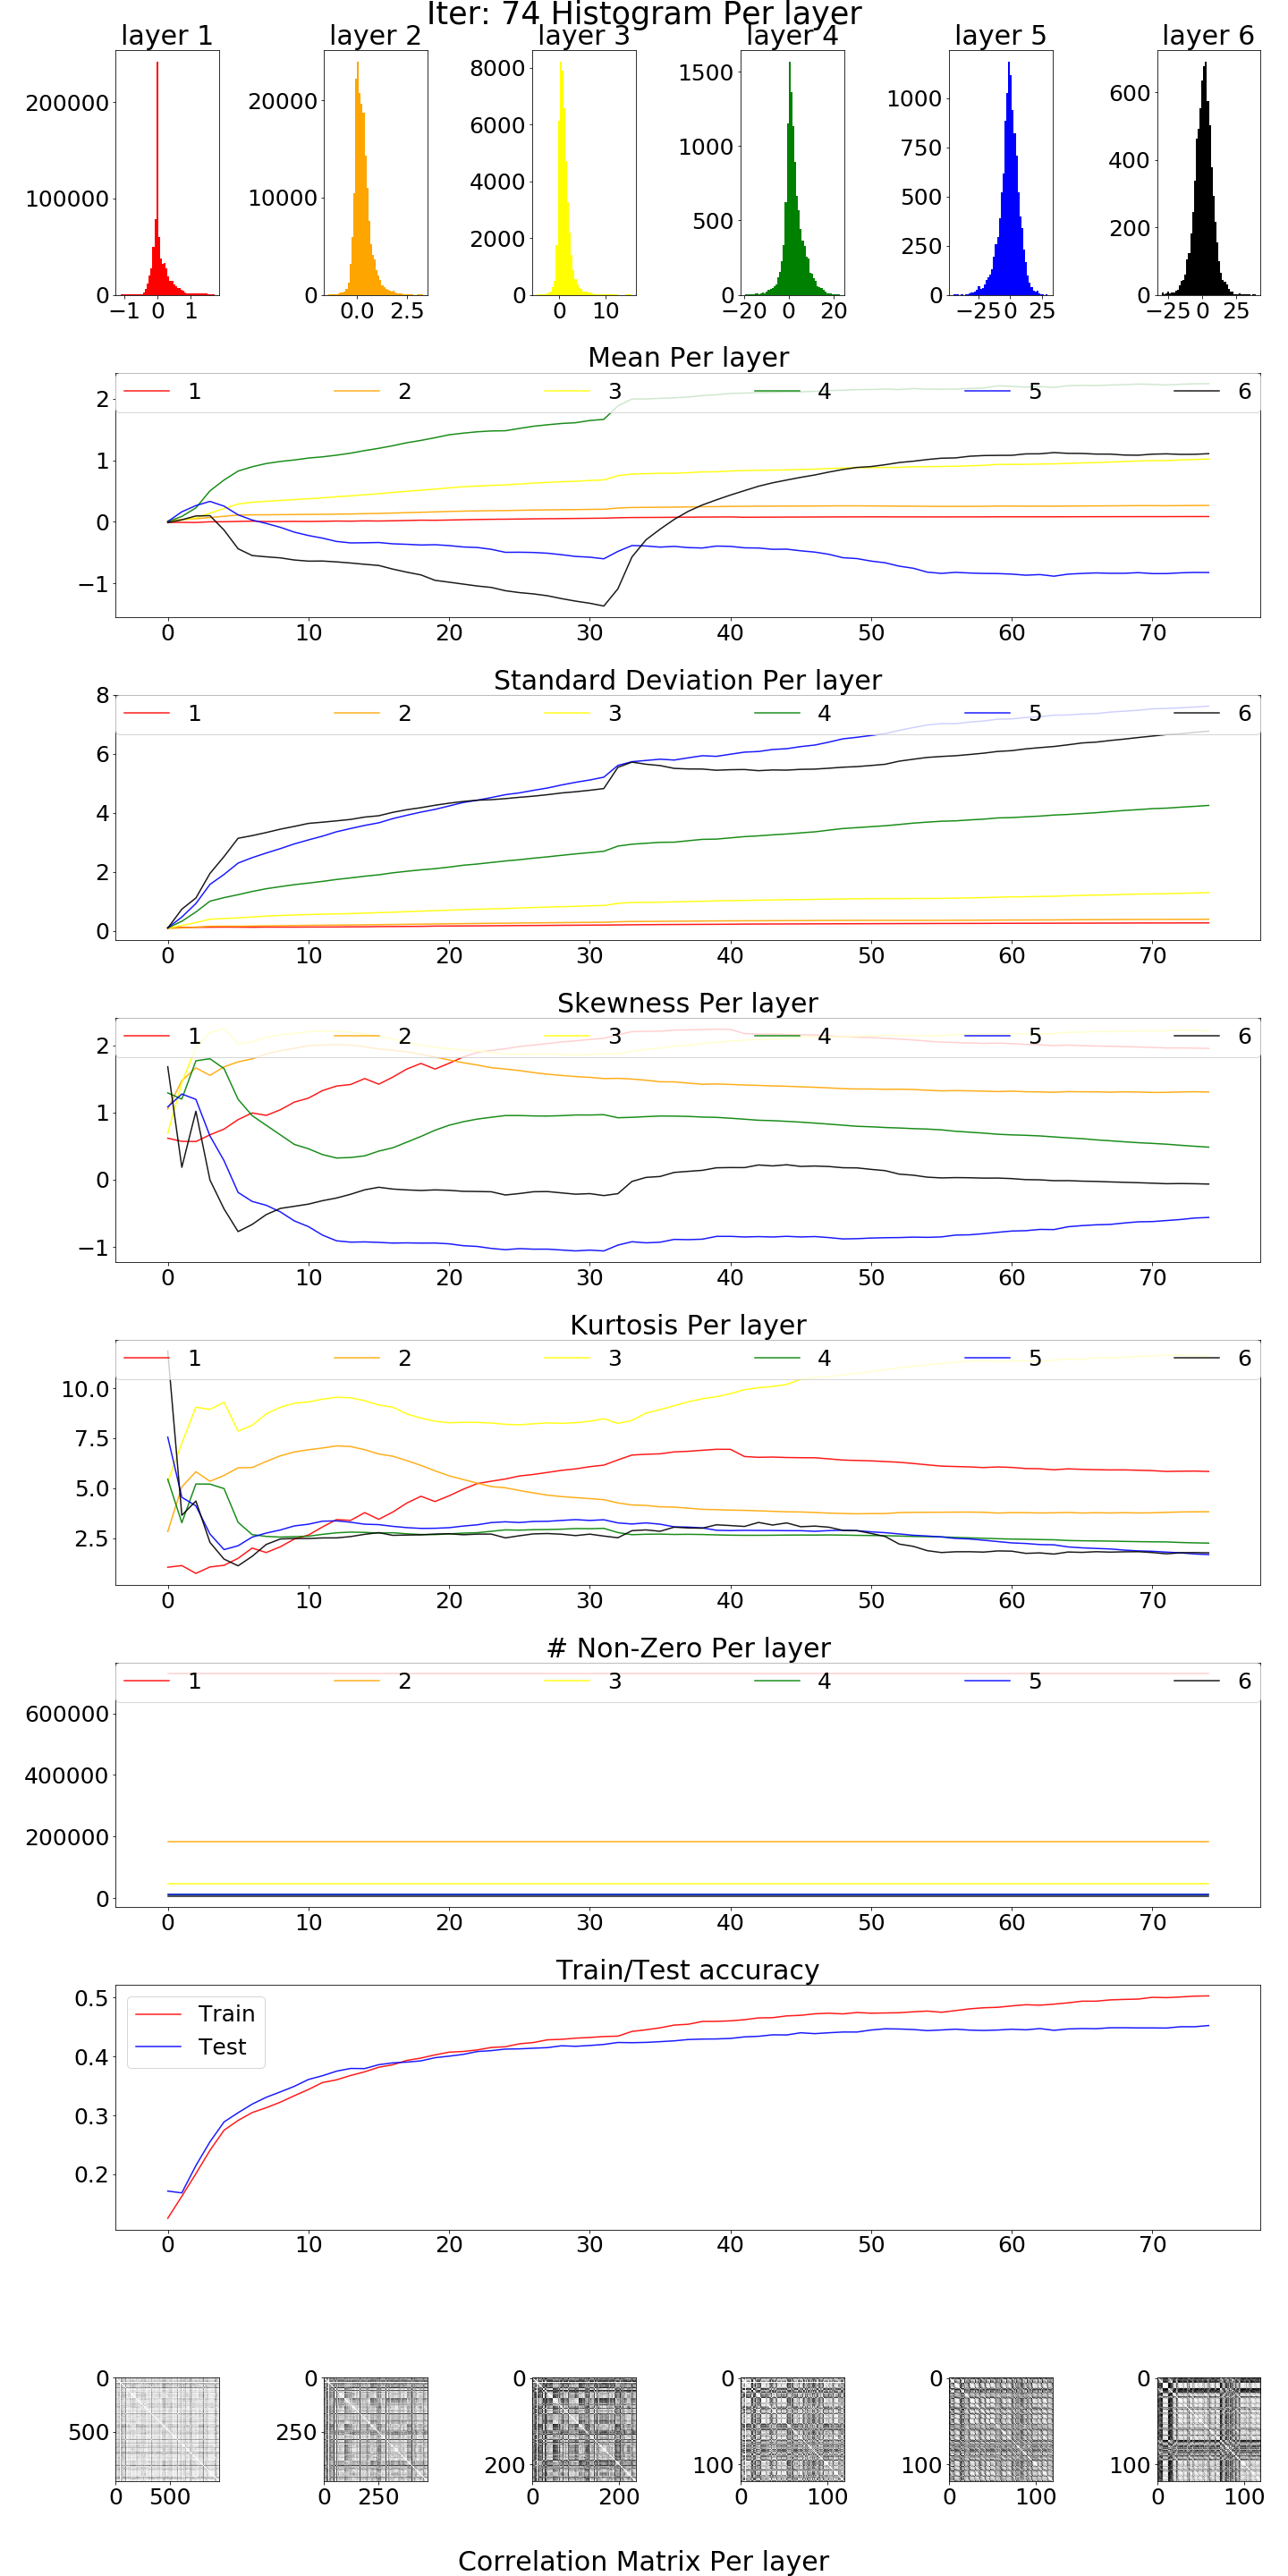 Iter: 74 Histogram Per layer
layer 1 layer 2 layer 3 layer 4 layer 5 layer 6
200000 100000 0
−1 0 1
20000 10000 0
0.0 2.5
8000 6000 4000 2000 0
0 10
1500 1000 500 0
−20 0 20
1000 750 500 250 0
−25 0 25
600 400 200 0
−25 0 25
Mean Per layer
1 2 3 4 5 6
2
1
0
−1
0 10 20 30 40 50 60 70
Standard Deviation Per layer
1 2 3 4 5 6
8
6
4
2
0
0 10 20 30 40 50 60 70
Skewness Per layer
1 2 3 4 5 6
2
1
0
−1
0 10 20 30 40 50 60 70
Kurtosis Per layer
1 2 3 4 5 6
10.0
7.5
5.0
2.5
0 10 20 30 40 50 60 70
# Non-Zero Per layer
1 2 3 4 5 6
600000
400000
200000
0
0 10 20 30 40 50 60 70
Train/Test accuracy
Train
Test
0.5
0.4
0.3
0.2
0 10 20 30 40 50 60 70
0 500
0 500
0 250
0 250
0 200
0 200
0 100
0 100
0 100
0 100
0 100
0 100
Correlation Matrix Per layer